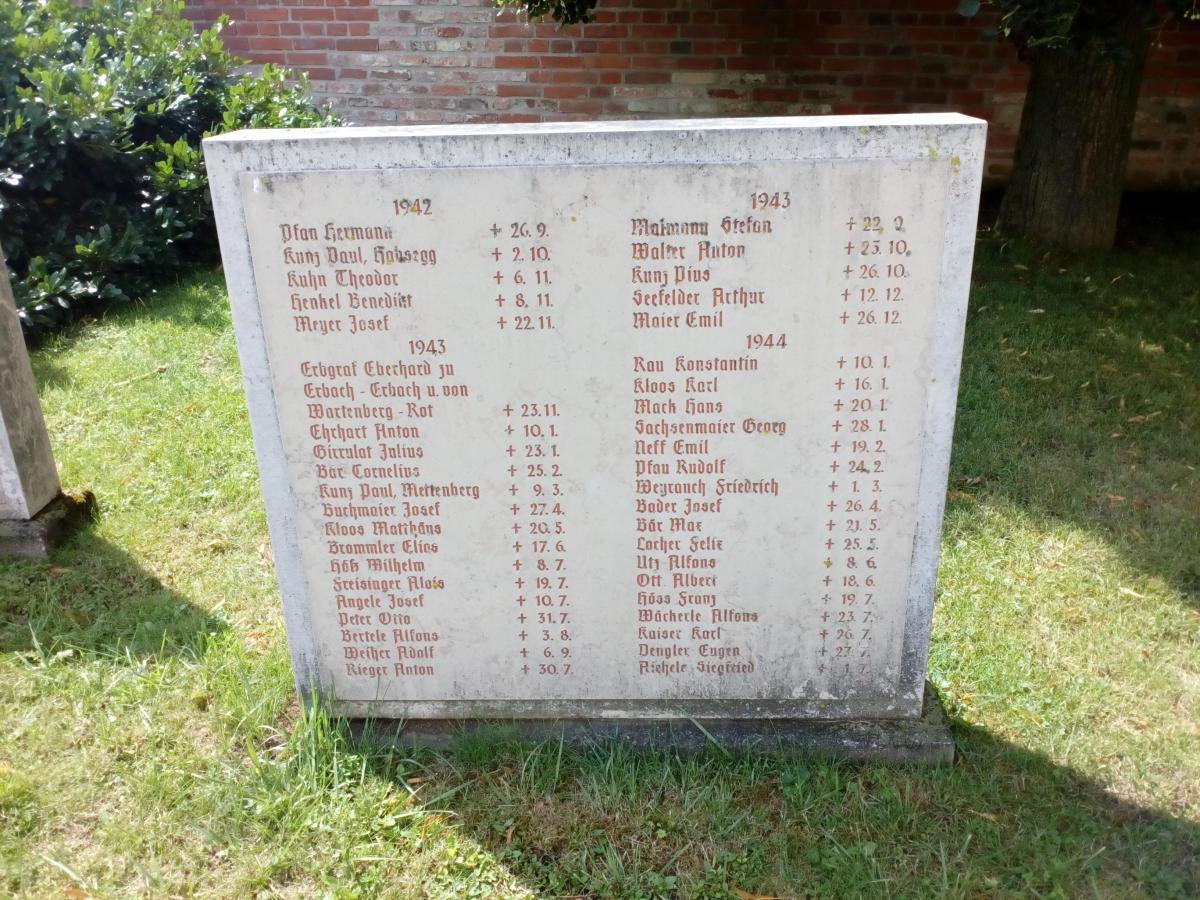 1942
Pfau Hermann + 26. 9.
Kunz Paul, Habsegg + 2. 10.
Kuhn Theodor + 6. 11.
Henkel Benedikt + 8. 11.
Meyer Josef + 22. 11.
1943
Erbgraf Eberhard zu
Erbach - Erbach u. von
Wartenberg - Rot + 23. 11.
Ehrhart Anton + 10. 1.
Girrulat Julius + 23. 1.
Bär Cornelius + 25. 2.
Kunz Paul, Mettenberg + 9. 3.
Buchmaier Josef + 27. 4.
Kloos Matthäus + 20. 5.
Brommler Elias + 17. 6.
Höß Wilhelm + 8. 7.
Freisinger Alois + 19. 7.
Angele Josef + 10. 7.
Peter Otto + 31. 7.
Bertele Alfons + 3. 8.
Weiher Adolf + 6. 9.
Rieger Anton + 30. 7.
1943
Malmann Stefan + 22. 9.
Walter Anton + 23. 10.
Kunz Pius + 26. 10.
Seefelder Arthur + 12. 12.
Maier Emil + 26. 12.
1944
Rau Konstantin + 10. 1.
Kloos Karl + 16. 1.
Mack Hans + 20. 1.
Sachsenmaier Georg + 28. 1.
Neff Emil + 19. 2.
Pfau Rudolf + 24. 2.
Weyrauch Friedrich + 1. 3.
Bader Josef + 26. 4.
Bär Max + 21. 5.
Locher Felix + 25. 5.
Utz Alfons + 8. 6.
Ott Albert + 18. 6.
Höss Franz + 19. 7.
Wäckerle Alfons + 23. 7.
Kaiser Karl + 26. 7.
Dengler Eugen + 27. 7.
Aichele Siegfried + 1. 7.